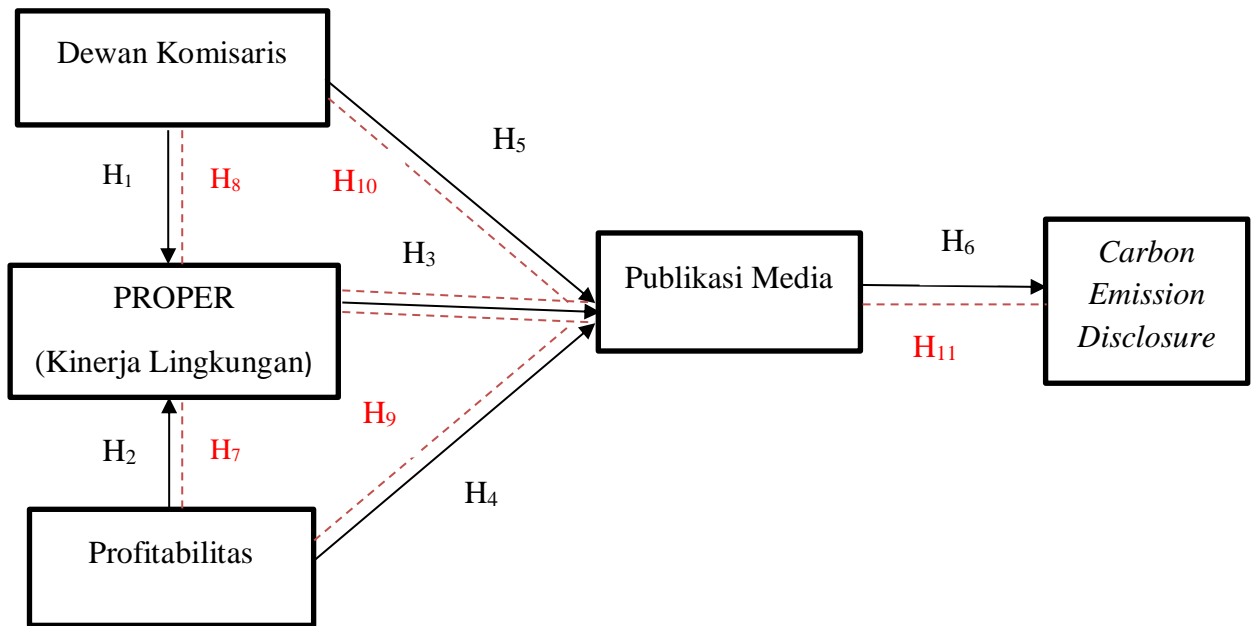 Dewan Komisaris
H₅
H₁
H₈
H₁₀
H₃
H₆
PROPER
(Kinerja Lingkungan)
Publikasi Media
Carbon
Emission
Disclosure
H₁₁
H₉
H₂
H₇
H₄
Profitabilitas